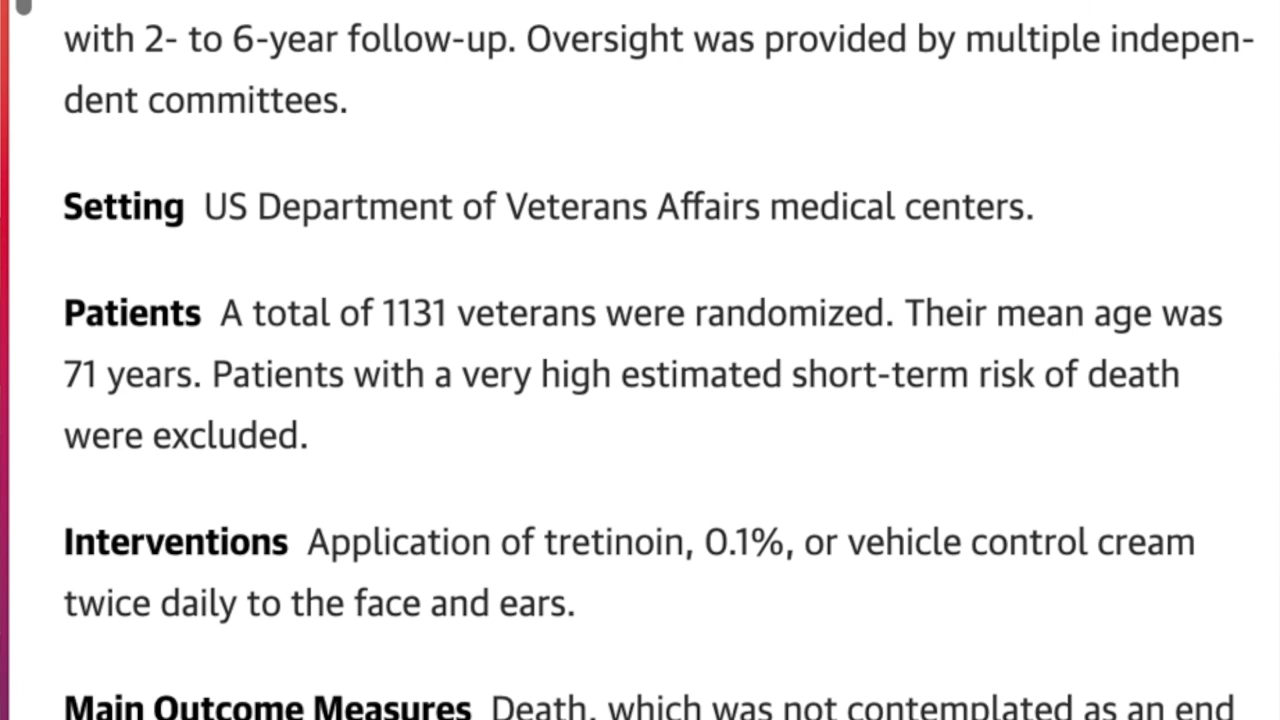 with 2- to 6-year follow-up. Oversight was provided by multiple indepen-
dent committees.
Setting US Department of Veterans Affairs medical centers.
Patients A total of 1131 veterans were randomized. Their mean age was
71 years. Patients with a very high estimated short-term risk of death
were excluded.
Interventions Application of tretinoin, 0.1%, or vehicle control cream
twice daily to the face and ears.
Main Outcome Measures Death, which was not contemplated as an end